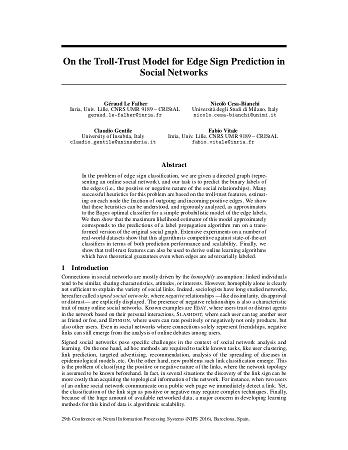 On the Troll-Trust Model for Edge Sign Prediction in
Social Networks
Géraud Le Falher
Inria, Univ. Lille, CNRS UMR 9189 – CRIStAL
geraud.le-falher@inria.fr
Nicolò Cesa-Bianchi
Università degli Studi di Milano, Italy
nicolo.cesa-bianchi@unimi.it
Claudio Gentile
University of Insubria, Italy
claudio.gentile@uninsubria.it
Fabio Vitale
Inria, Univ. Lille, CNRS UMR 9189 – CRIStAL
fabio.vitale@inria.fr
Abstract
In the problem of edge sign prediction, we are given a directed graph (repre-
senting an online social network), and our task is to predict the binary labels
of the edges (i.e., the positive or negative nature of the social relationships). Many
successful heuristics for this problem are based on the troll-trust features, estimat-
ing on each node the fraction of outgoing and incoming positive edges. We show
that these heuristics can be understood, and rigorously analyzed, as approximators
to the Bayes optimal classifier for a simple probabilistic model of the edge labels.
We then show that the maximum likelihood estimator of this model approximately
corresponds to the predictions of a label propagation algorithm run on a trans-
formed version of the original social graph. Extensive experiments on a number of
real-world datasets show that this algorithm is competitive against state-of-the-art
classifiers in terms of both prediction performance and scalability. Finally, we
show that troll-trust features can also be used to derive online learning algorithms
which have theoretical guarantees even when edges are adversarially labeled.
1 Introduction
Connections in social networks are mostly driven by the homophily assumption: linked individuals
tend to be similar, sharing characteristics, attitudes, or interests. However, homophily alone is clearly
not sufficient to explain the variety of social links. Indeed, sociologists have long studied networks,
hereafter called signed social networks, where negative relationships —like dissimilarity, disapproval
or distrust— are explicitly displayed. The presence of negative relationships is also a characteristic
trait of many online social networks. Known examples are
in the network based on their personal interactions, SLASHDOT, where each user can tag another user
as friend or foe, and EPINIONS, where users can rate positively or negatively not only products, but
also other users. Even in social networks where connections solely represent friendships, negative
links can still emerge from the analysis of online debates among users.
Signed social networks pose specific challenges in the context of social network analysis and
learning. On the one hand, ad hoc methods are required to tackle known tasks, like user clustering,
link prediction, targeted advertising, recommendation, analysis of the spreading of diseases in
epidemiological models, etc. On the other hand, new problems such as link classification emerge. This
is the problem of classifying the positive or negative nature of the links, where the network topology
is assumed to be known beforehand. In fact, in several situations the discovery of the link sign can be
more costly than acquiring the topological information of the network. For instance, when two users
of an online social network communicate on a public web page we immediately detect a link. Yet,
the classification of the link sign as positive or negative may require complex techniques. Finally,
because of the huge amount of available networked data, a major concern in developing learning
methods for this kind of data is algorithmic scalability.
29th Conference on Neural Information Processing Systems (NIPS 2016), Barcelona, Spain.